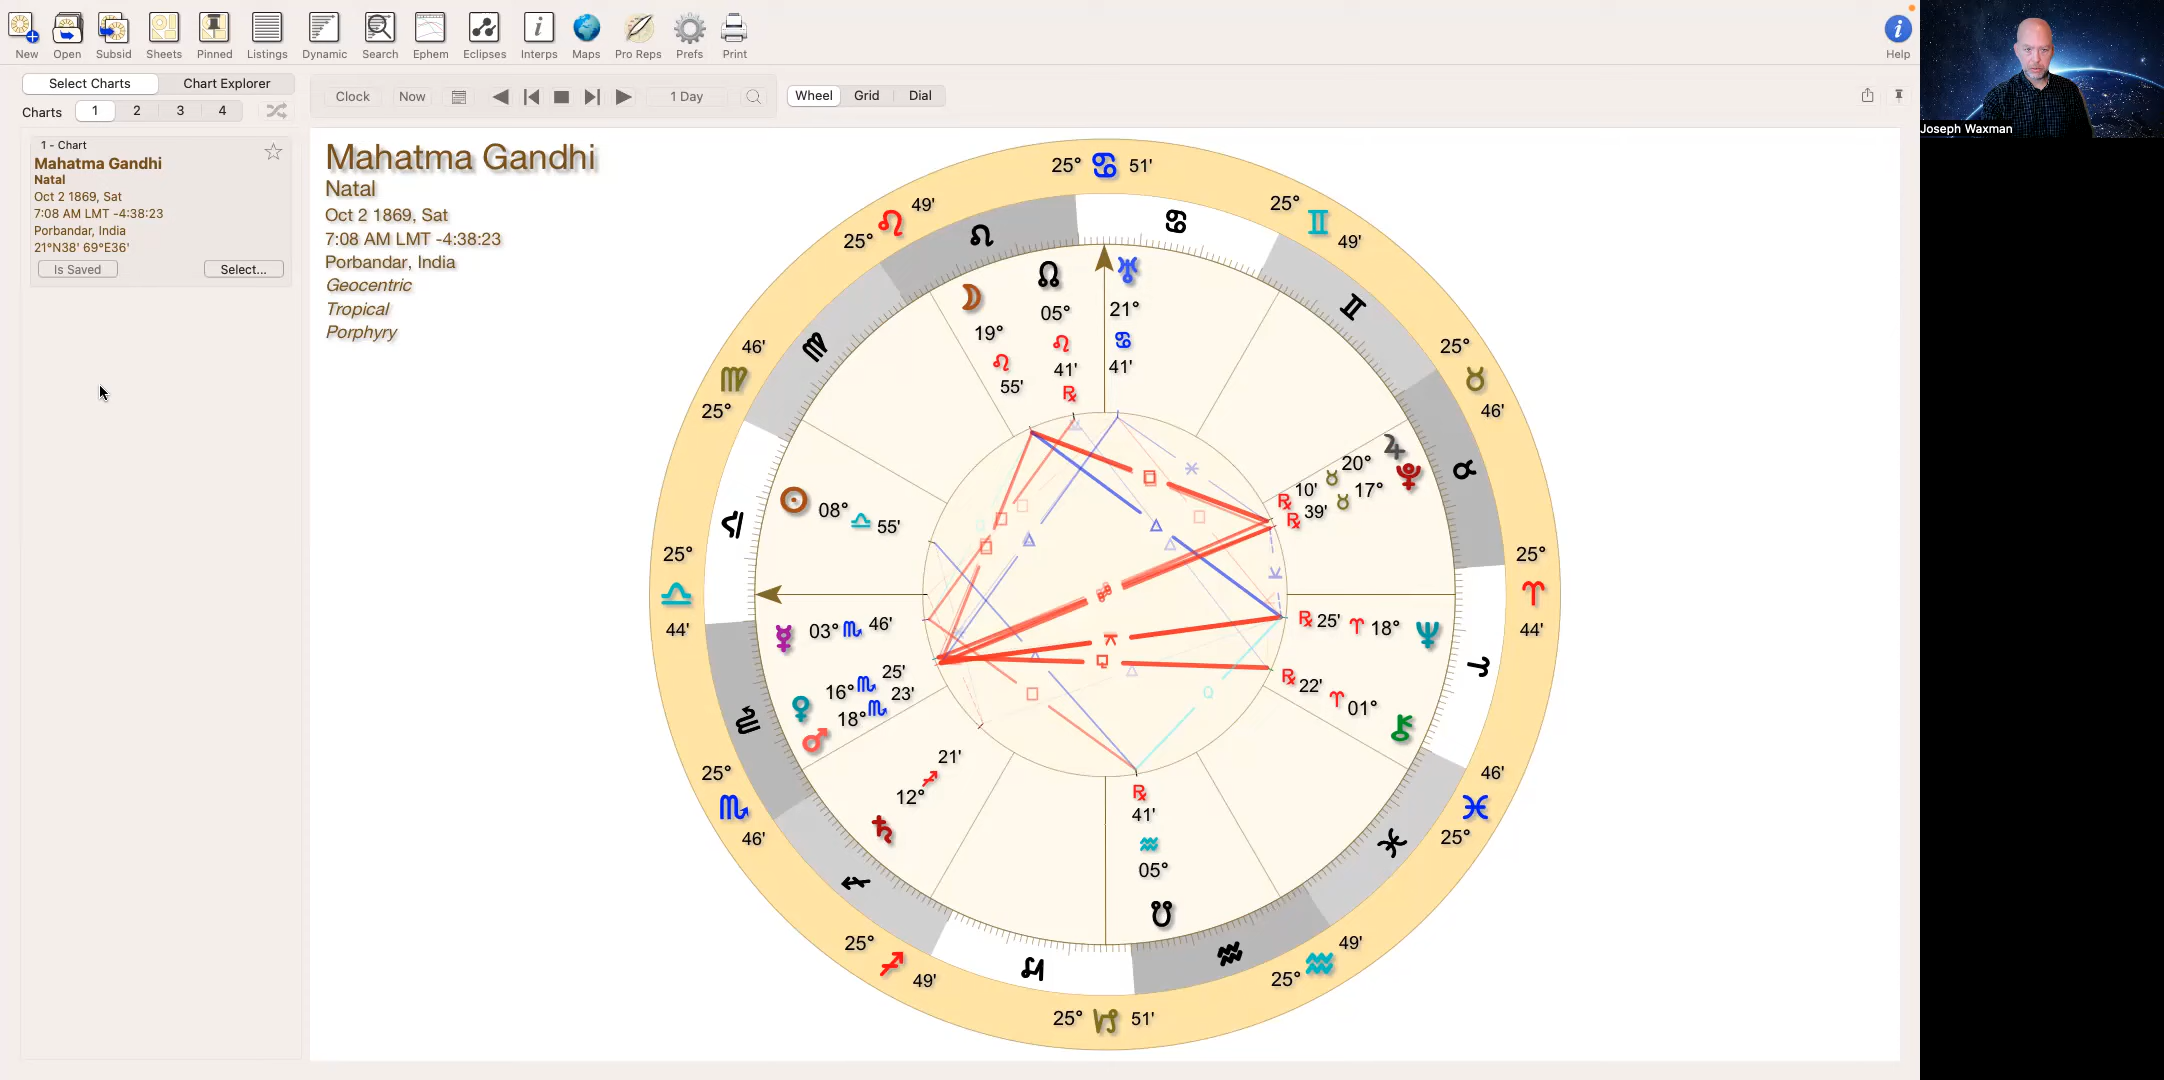 New Open Subsid Sheets Pinned Listings Dynamic Search Ephem Eclipses Interps Maps Pro Reps Prefs Print Help
Select Charts Chart Explorer
Charts 1 2 3 4
Clock Now 1 Day Wheel Grid Dial
Joseph Waxman
1 - Chart
Mahatma Gandhi
Natal
Oct 2 1869, Sat
7:08 AM LMT -4:38:23
Porbandar, India
21°N38' 69°E36'
Is Saved Select...
Mahatma Gandhi
Natal
Oct 2 1869, Sat
7:08 AM LMT -4:38:23
Porbandar, India
Geocentric
Tropical
Porphyry
25° ♋ 51'
25° ♊ 49'
25° ♉ 46'
25° ♈ 44'
46' ♓ 25°
49' ♒ 25°
25° ♑ 51'
25° ♐ 49'
25° ♏ 46'
25° ♎ 44'
46' ♍ 25°
25° ♌ 49'
♅ 21° ♋ 41'
☊ 05° ♌ 41' ℞
☽ 19° ♌ 55'
☉ 08° ♎ 55'
☿ 03° ♏ 46'
♀ 16° ♏ 25'
♂ 18° ♏ 23'
♄ 12° ♐ 21'
℞ 41' ♒ 05° ☋
℞ 22' ♈ 01° ⚷
℞ 25' ♈ 18° ♆
℞ 39' ♉ 17° ♇
℞ 10' ♉ 20° ♃